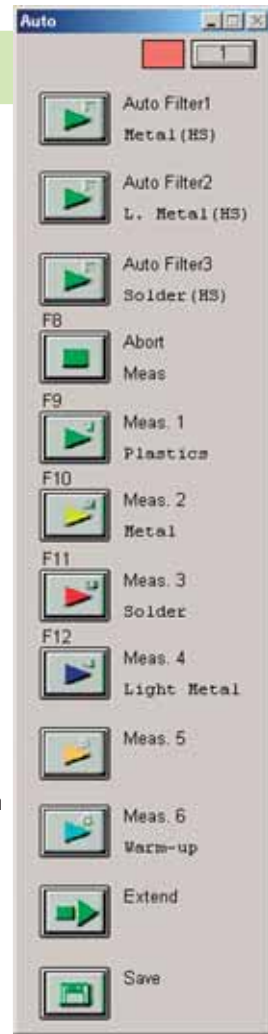 Auto
1
Auto Filter1
Metal(HS)
Auto Filter2
L. Metal(HS)
Auto Filter3
Solder(HS)
F8
Abort
Meas
F9
Meas. 1
Plastics
F10
Meas. 2
Metal
F11
Meas. 3
Solder
F12
Meas. 4
Light Metal
Meas. 5
Meas. 6
Warm-up
Extend
Save